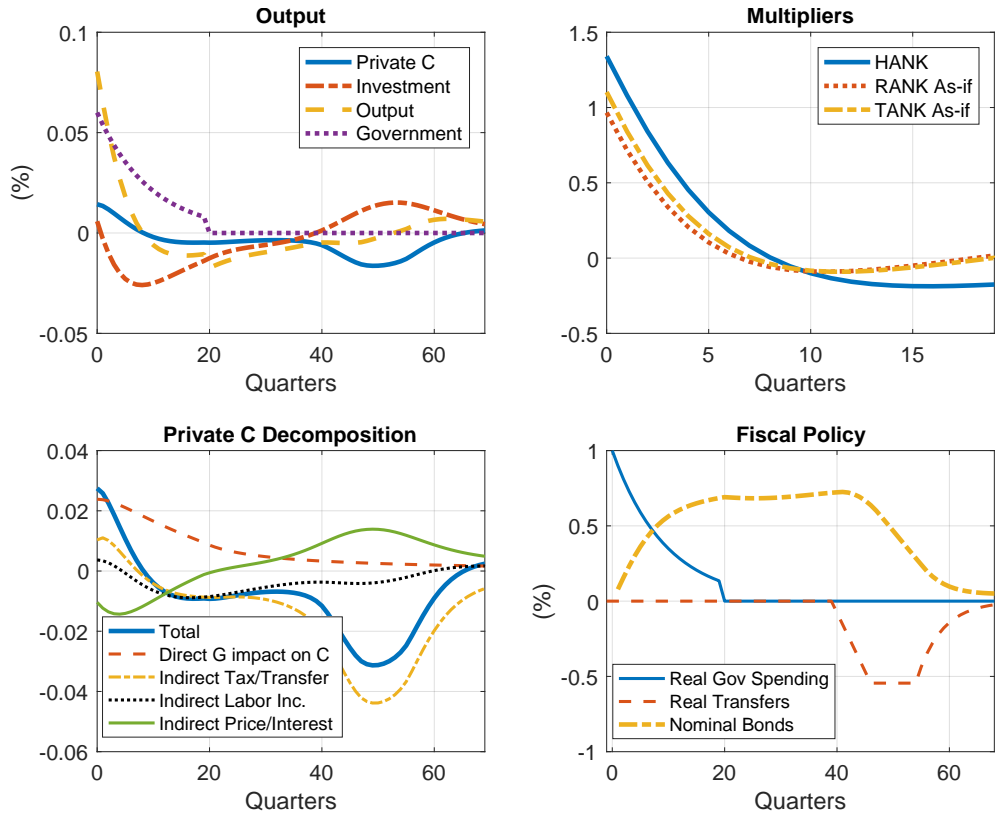 Output
(%)
0.1
0.05
0
-0.05
Private C
Investment
Output
Government
0 20 40 60
Quarters
Multipliers
1.5
1
0.5
0
-0.5
HANK
RANK As-if
TANK As-if
0 5 10 15
Quarters
Private C Decomposition
0.04
0.02
0
-0.02
-0.04
-0.06
Total
Direct G impact on C
Indirect Tax/Transfer
Indirect Labor Inc.
Indirect Price/Interest
0 20 40 60
Quarters
Fiscal Policy
(%)
1
0.5
0
-0.5
-1
Real Gov Spending
Real Transfers
Nominal Bonds
0 20 40 60
Quarters